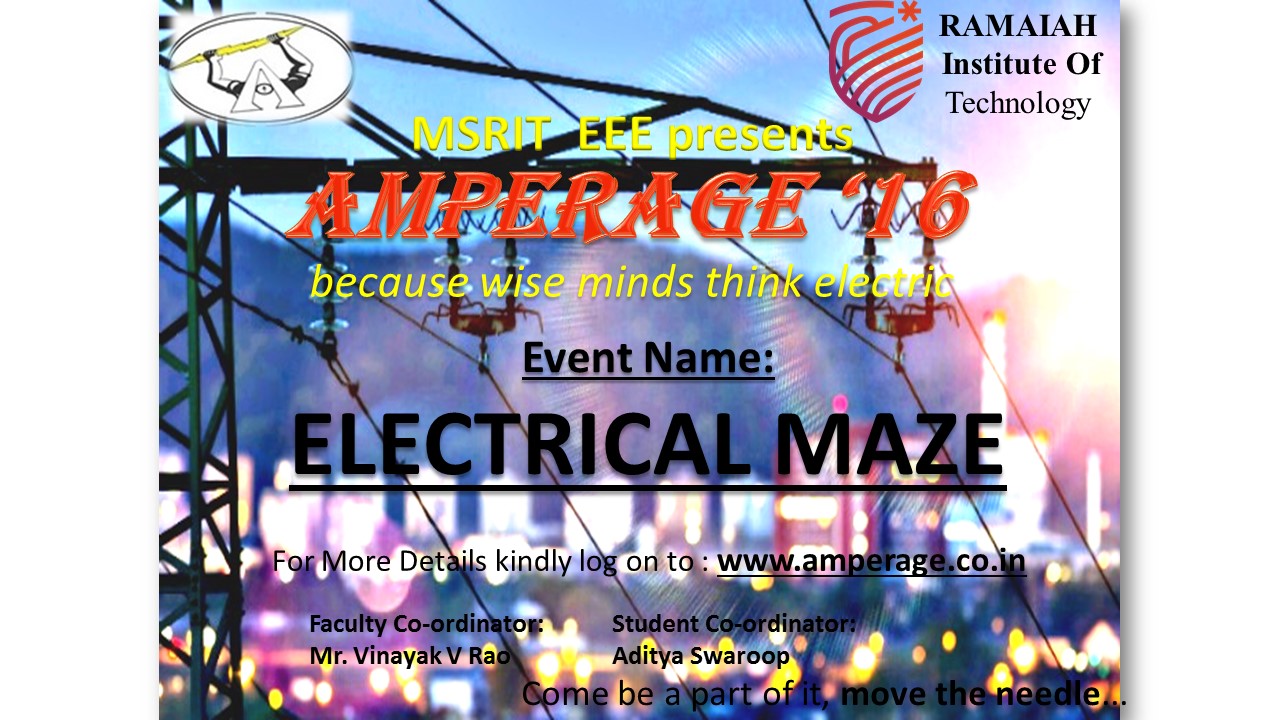 RAMAIAH
Institute Of
Technology
A
MSRIT EEE presents
AMPERAGE ‘16
because wise minds think electric
Event Name:
ELECTRICAL MAZE
For More Details kindly log on to : www.amperage.co.in
Faculty Co-ordinator: Student Co-ordinator:
Mr. Vinayak V Rao Aditya Swaroop
Come be a part of it, move the needle...